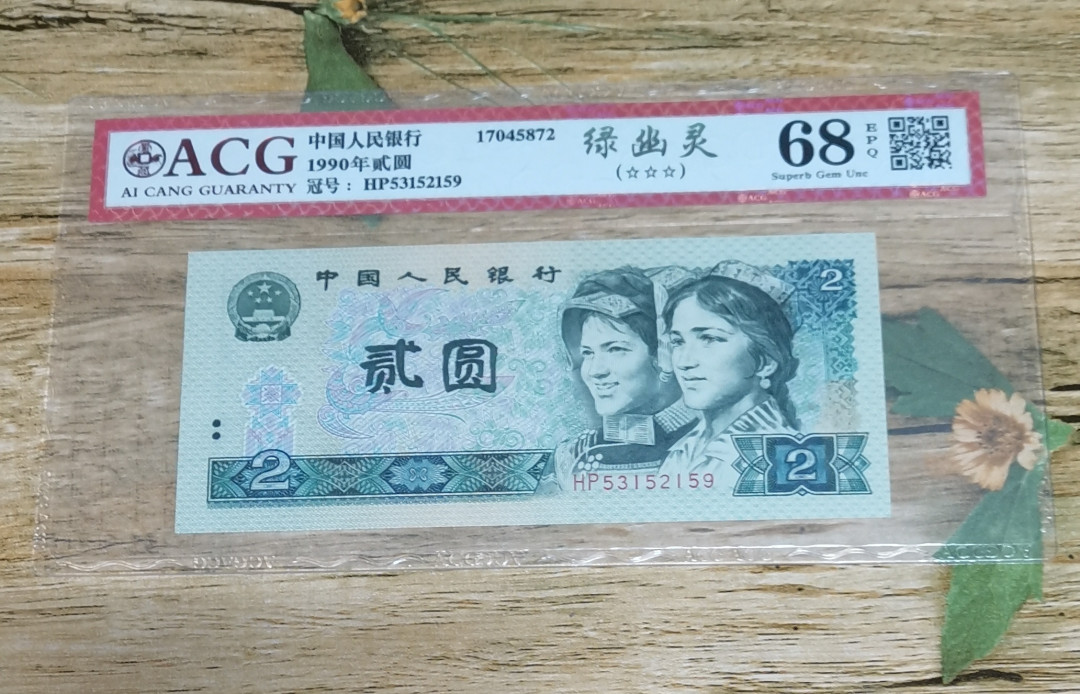 ACG
AI CANG GUARANTY
中国人民银行
1990年贰圆
冠号：HP53152159
17045872
绿幽灵
(☆☆☆)
68
EPQ
Superb Gem Unc
中国人民银行
贰圆
2
2
2
HP53152159